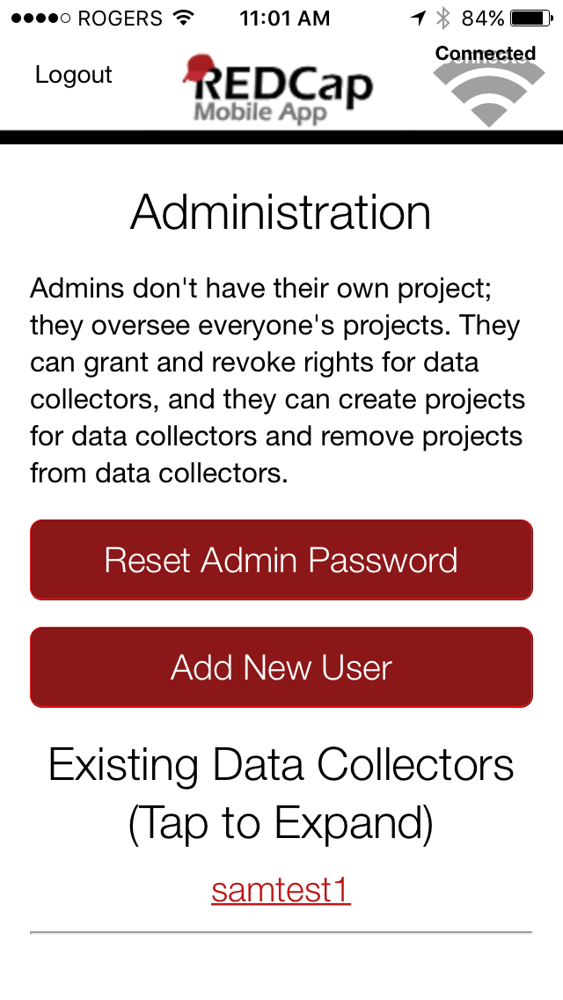 ROGERS 11:01 AM 84%
Logout
REDCap
Mobile App
Connected
Administration
Admins don't have their own project;
they oversee everyone's projects. They
can grant and revoke rights for data
collectors, and they can create projects
for data collectors and remove projects
from data collectors.
Reset Admin Password
Add New User
Existing Data Collectors
(Tap to Expand)
samtest1